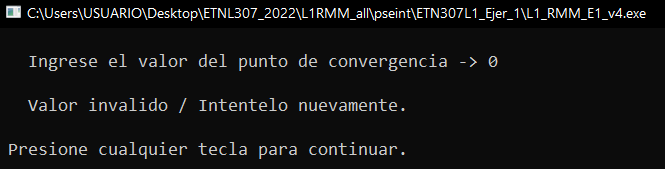 C:\Users\USUARIO\Desktop\ETNL307_2022\L1RMM_all\pseint\ETN307L1_Ejer_1\L1_RMM_E1_v4.exe
Ingrese el valor del punto de convergencia -> 0
Valor invalido / Intentelo nuevamente.
Presione cualquier tecla para continuar.